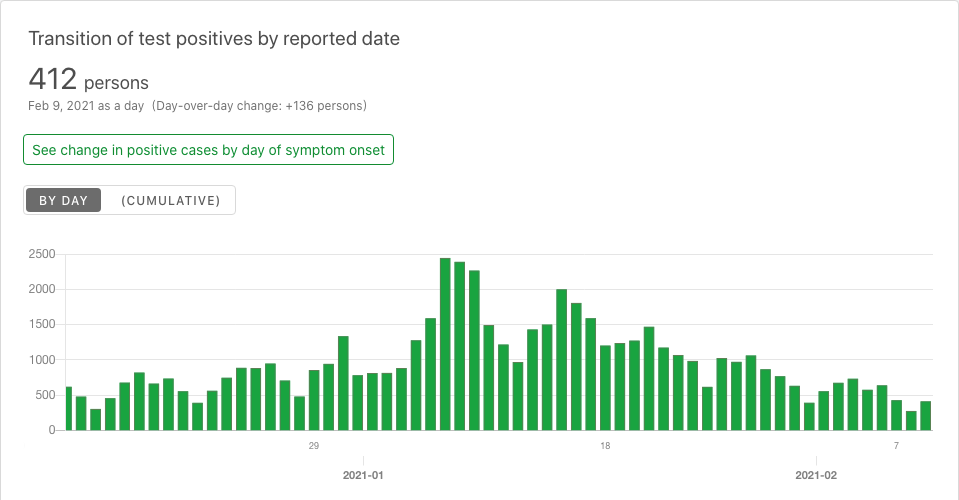 Transition of test positives by reported date
412 persons
Feb 9, 2021 as a day (Day-over-day change: +136 persons)
See change in positive cases by day of symptom onset
BY DAY (CUMULATIVE)
2500
2000
1500
1000
500
0
29 18 7
2021-01 2021-02